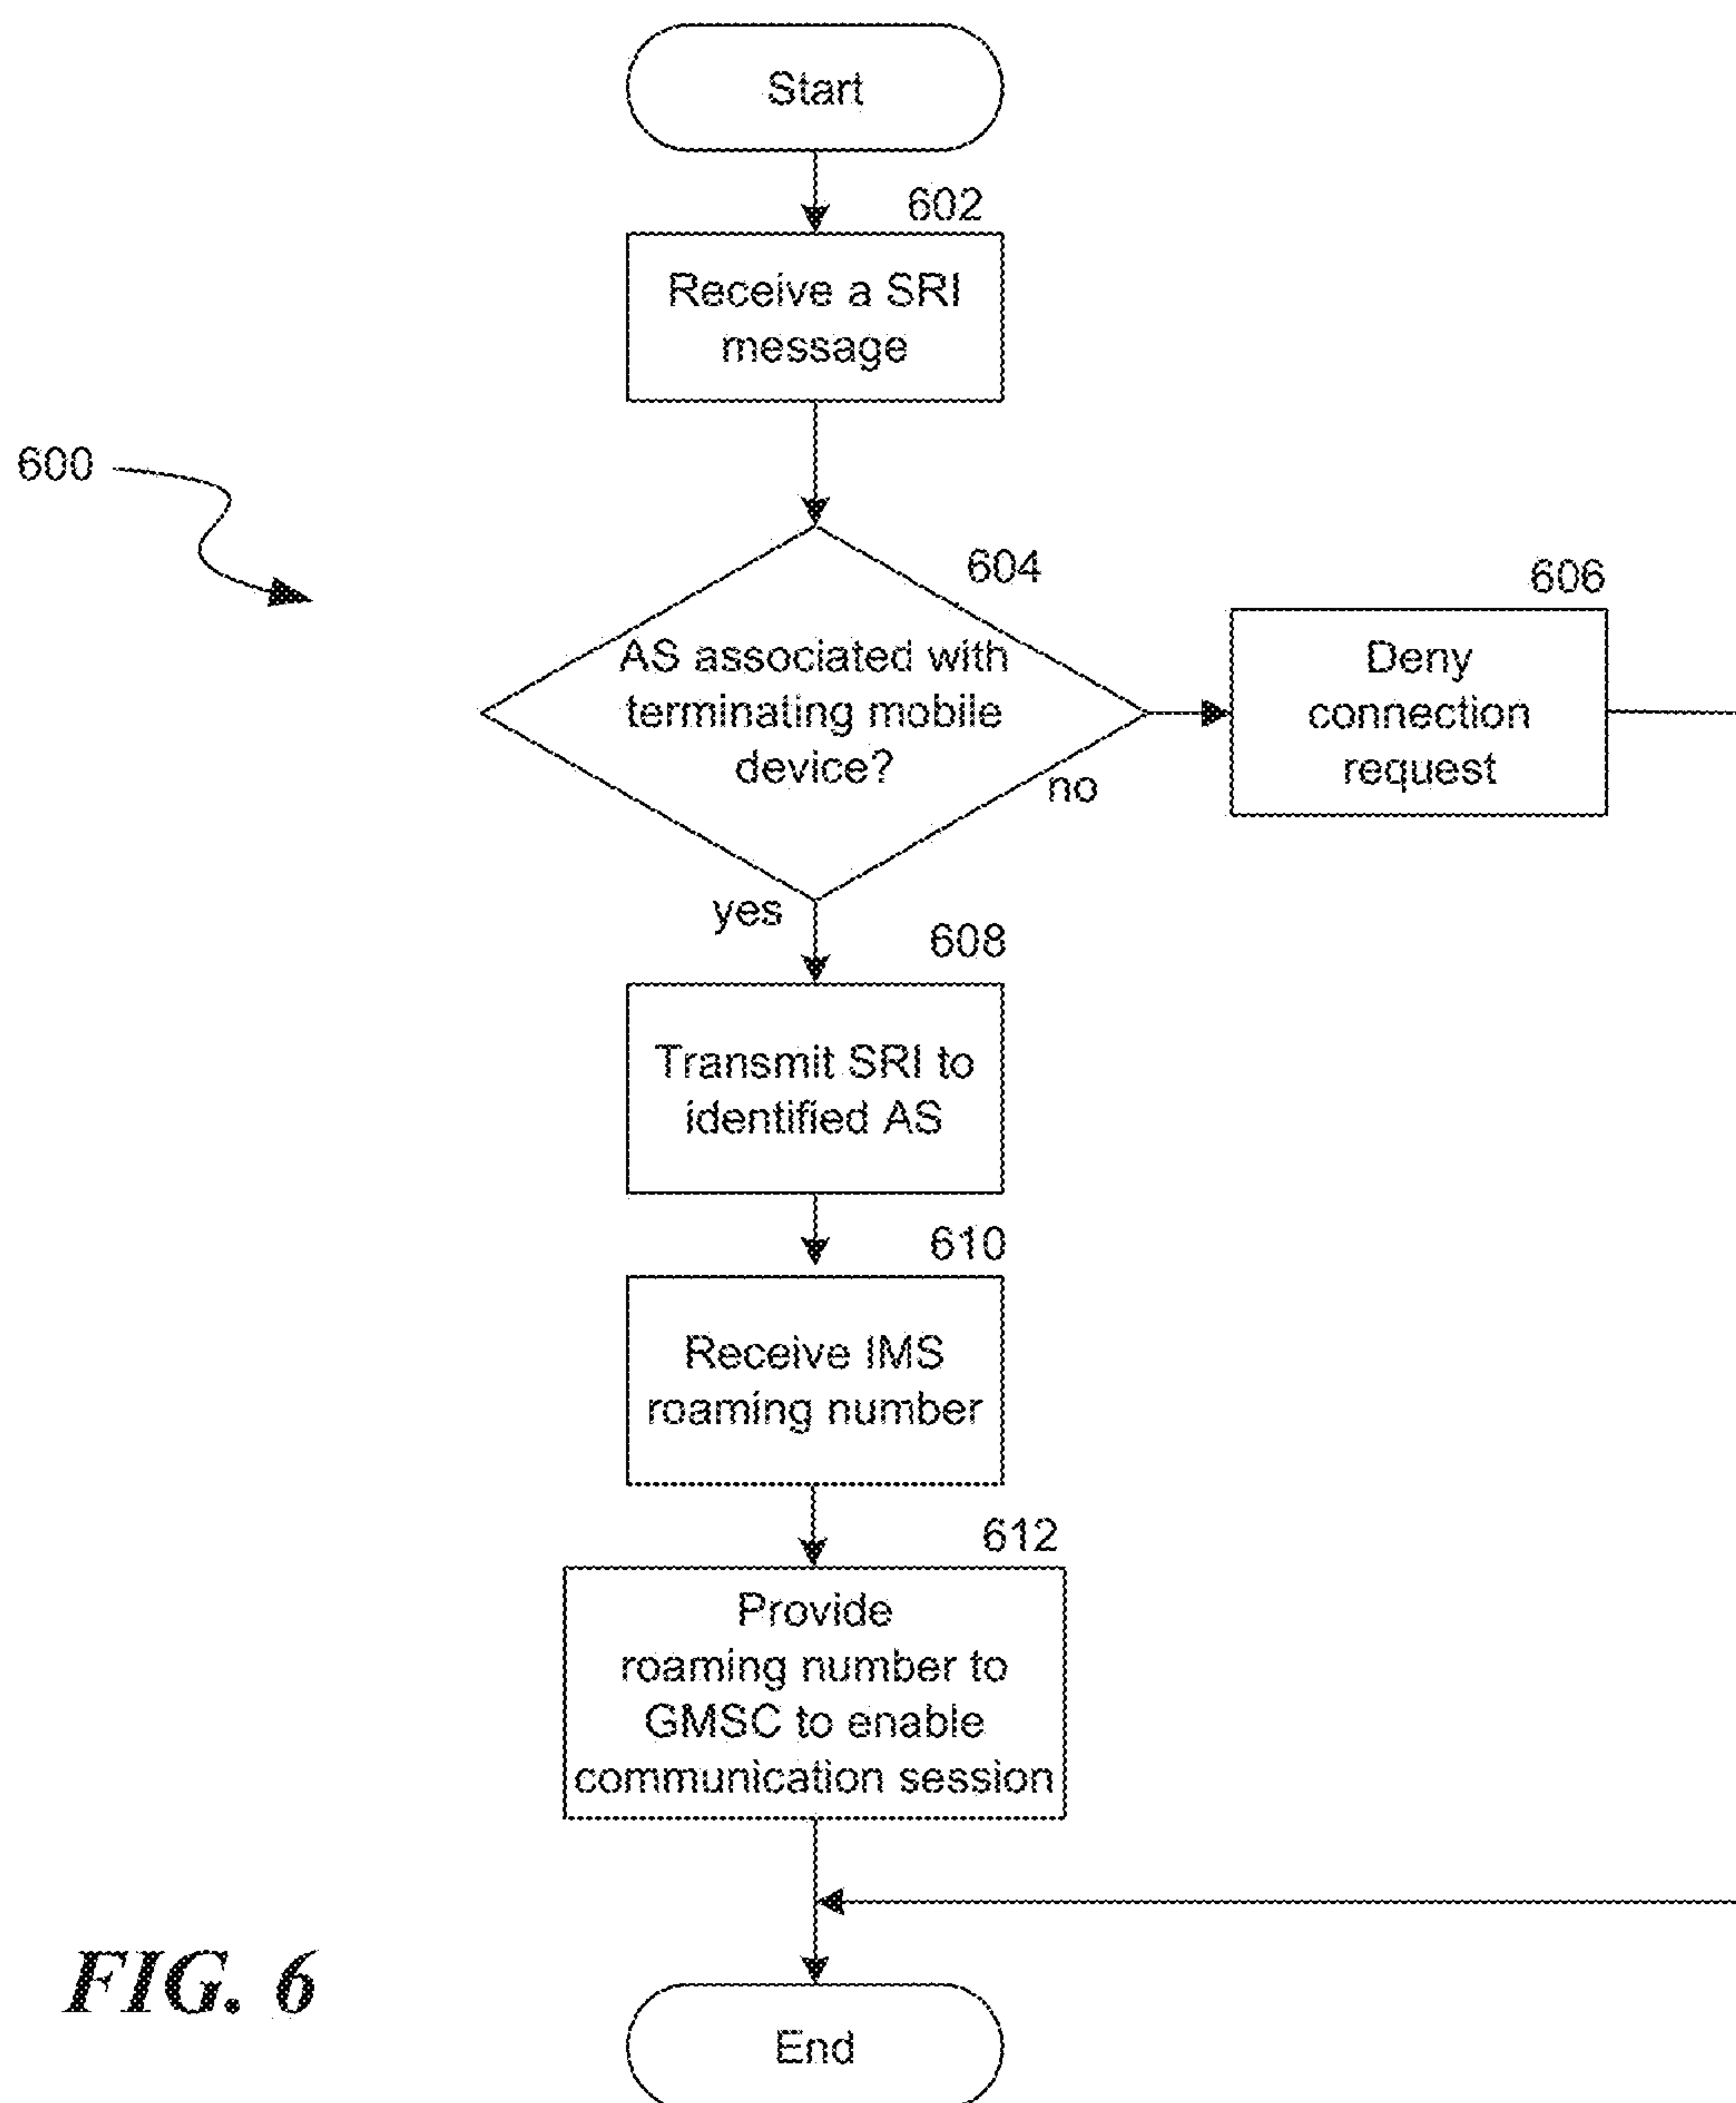 Start
602
Receive a SRI
message
600
604
AS associated with
terminating mobile
device?
no
606
Deny
connection
request
yes
608
Transmit SRI to
identified AS
610
Receive IMS
roaming number
612
Provide
roaming number to
GMSC to enable
communication session
FIG. 6
End